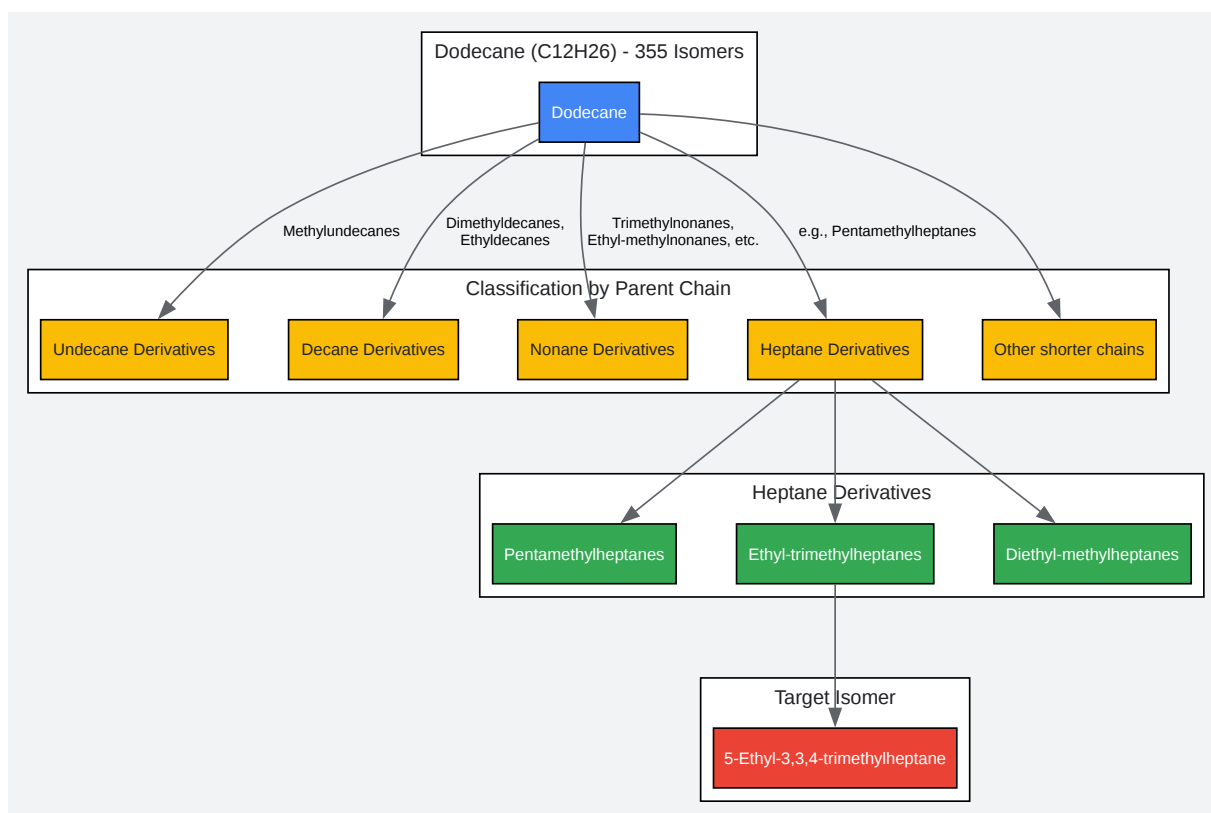 Dodecane (C12H26) - 355 Isomers
Dodecane
Methylundecanes
Dimethyldecanes,
Ethyldecanes
Trimethylnonanes,
Ethyl-methylnonanes, etc.
e.g., Pentamethylheptanes
Classification by Parent Chain
Undecane Derivatives
Decane Derivatives
Nonane Derivatives
Heptane Derivatives
Other shorter chains
Heptane Derivatives
Pentamethylheptanes
Ethyl-trimethylheptanes
Diethyl-methylheptanes
Target Isomer
5-Ethyl-3,3,4-trimethylheptane